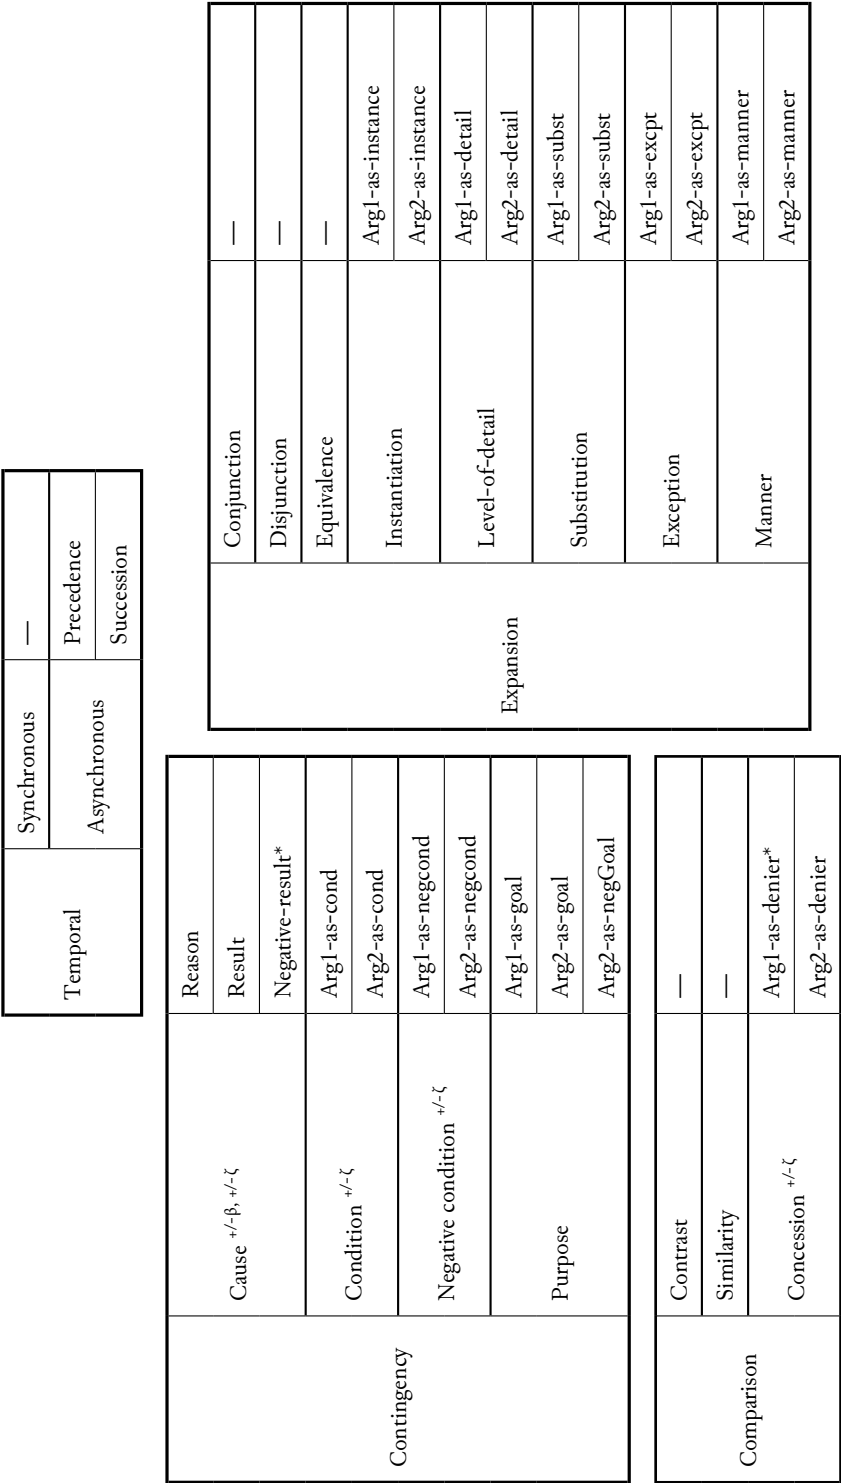 Temporal
Synchronous
—
Asynchronous
Precedence
Succession
Contingency
Cause +/-β, +/-ζ
Reason
Result
Negative-result*
Condition +/-ζ
Arg1-as-cond
Arg2-as-cond
Negative condition +/-ζ
Arg1-as-negcond
Arg2-as-negcond
Purpose
Arg1-as-goal
Arg2-as-goal
Arg2-as-negGoal
Comparison
Contrast
—
Similarity
—
Concession +/-ζ
Arg1-as-denier*
Arg2-as-denier
Expansion
Conjunction
—
Disjunction
—
Equivalence
—
Instantiation
Arg1-as-instance
Arg2-as-instance
Level-of-detail
Arg1-as-detail
Arg2-as-detail
Substitution
Arg1-as-subst
Arg2-as-subst
Exception
Arg1-as-excpt
Arg2-as-excpt
Manner
Arg1-as-manner
Arg2-as-manner